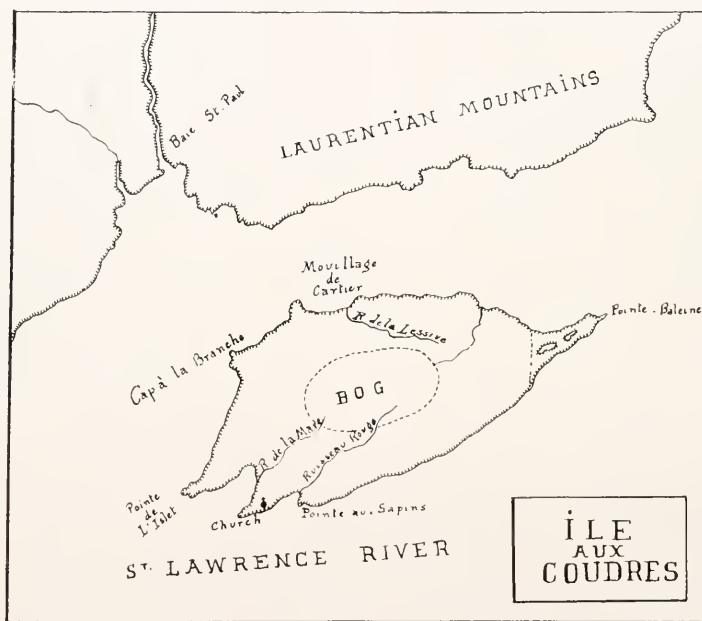 Baie St. Paul
LAURENTIAN MOUNTAINS
Mouillage
de
Cartier
R de la Lessive
Pointe-Baleine
Cap à la Branche
BOG
R de la Mare
Ruisseau Rouge
Pointe
de
L'Islet
Church
Pointe au Sapins
ST. LAWRENCE RIVER
ÎLE
AUX
COUDRES